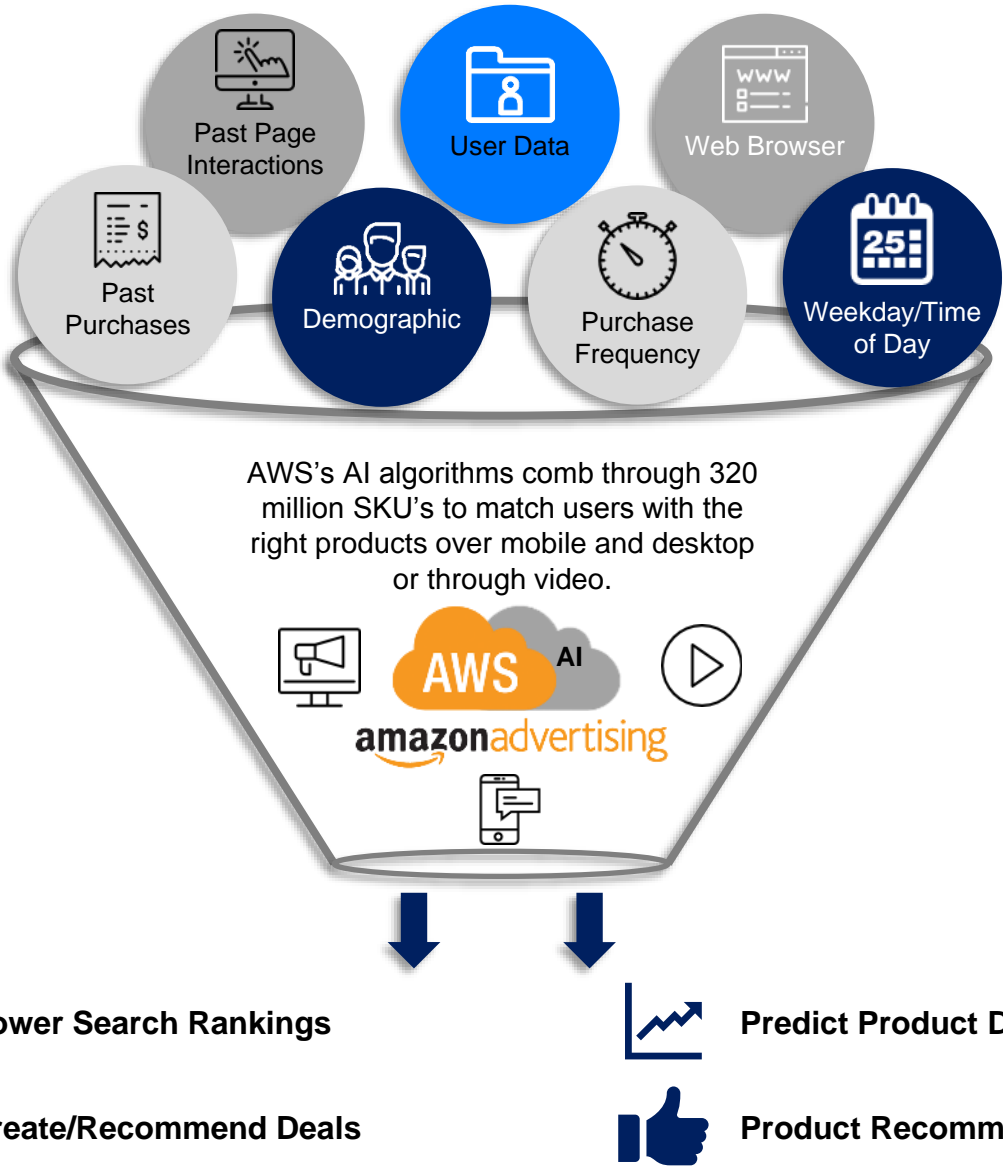 WWW
Past Page
Interactions
User Data
Web Browser
$
25
Past
Purchases
Demographic
Purchase
Frequency
Weekday/Time
of Day
AWS's AI algorithms comb through 320
million SKU's to match users with the
right products over mobile and desktop
or through video.
AWS
AI
amazonadvertising
ower Search Rankings
Predict Product D
reate/Recommend Deals
Product Recomm